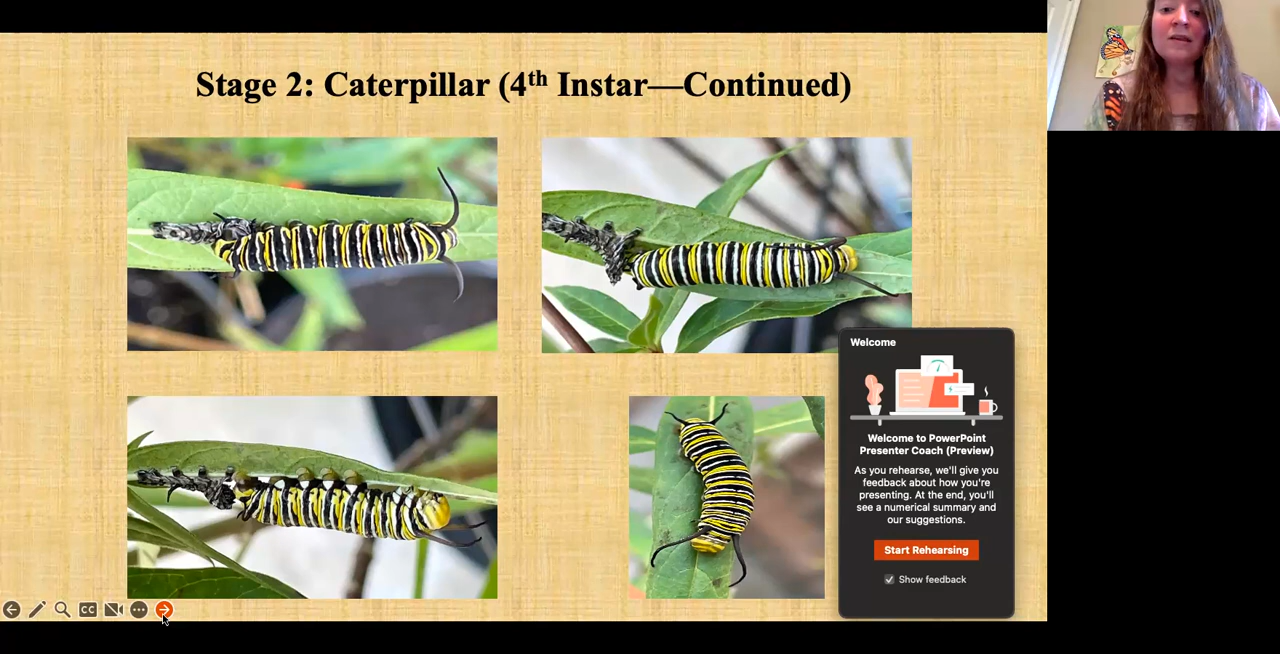 Stage 2: Caterpillar (4th Instar—Continued)
Welcome
Welcome to PowerPoint
Presenter Coach (Preview)
As you rehearse, we'll give you
feedback about how you're
presenting. At the end, you'll
see a numerical summary and
our suggestions.
Start Rehearsing
Show feedback
CC